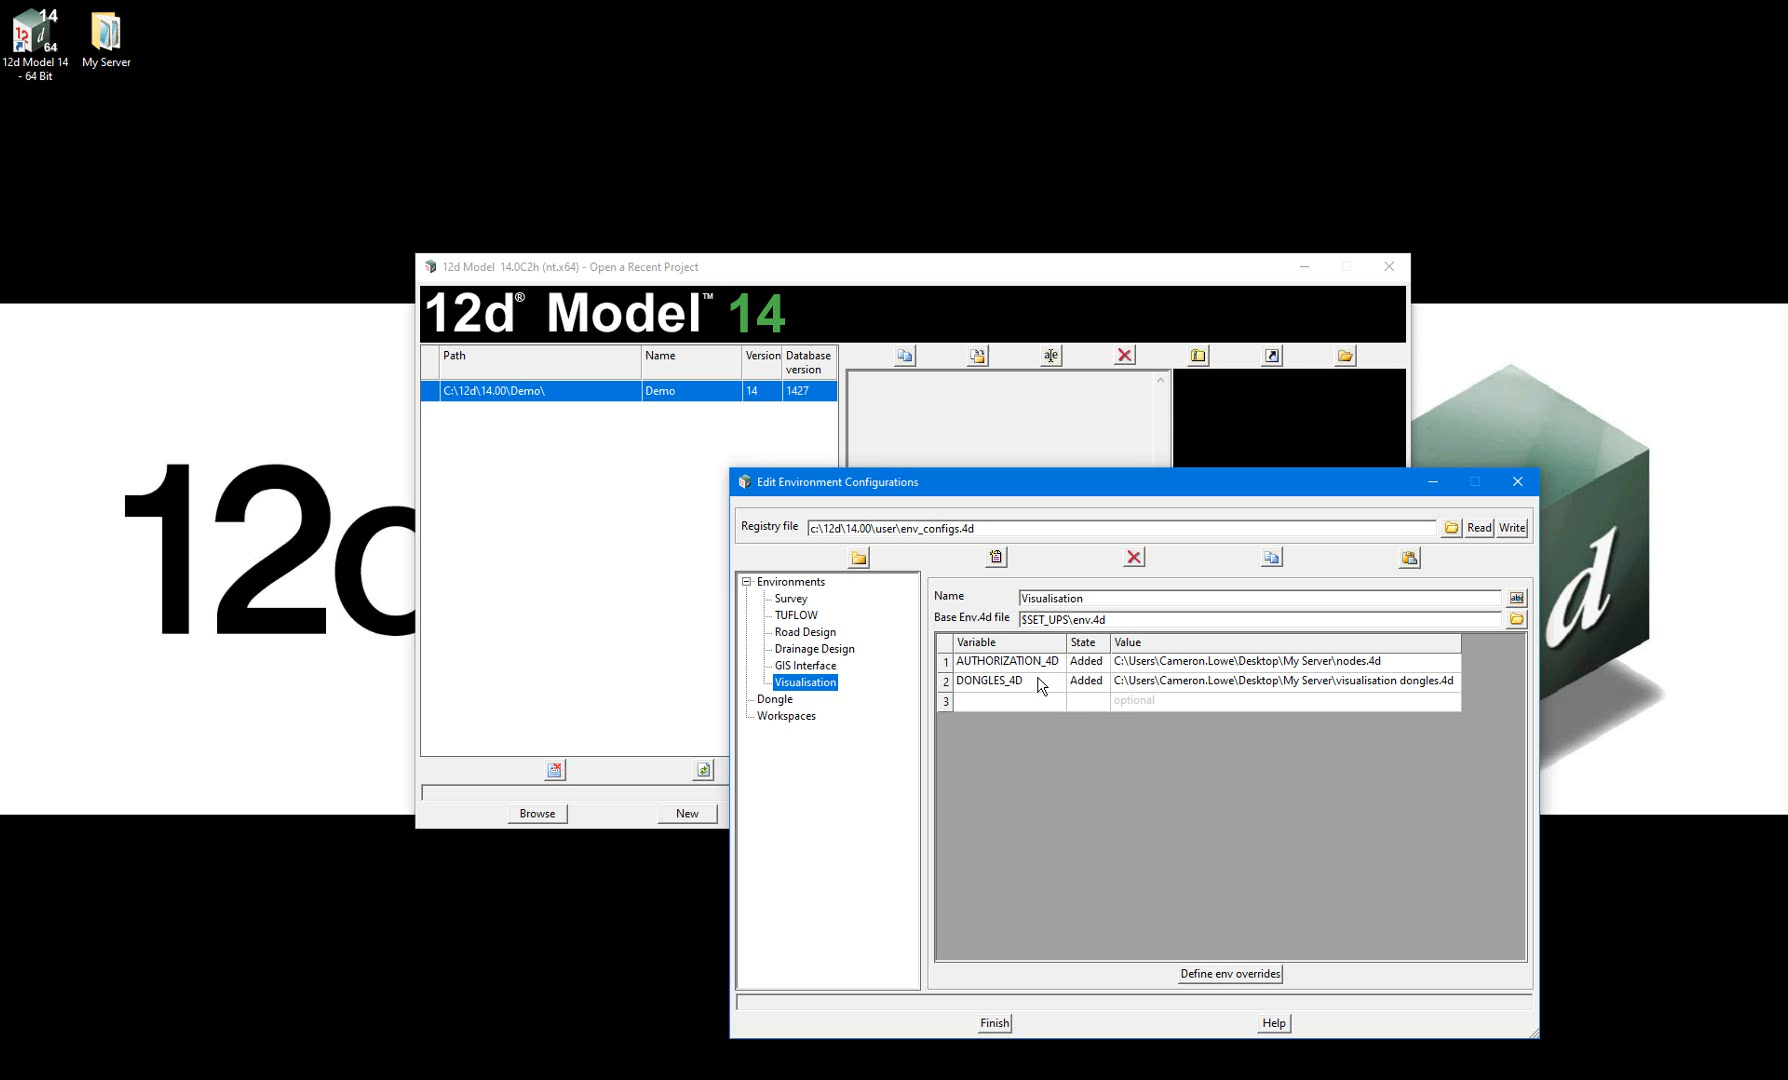 14
12
d
64
12d Model 14
- 64 Bit
My Server
12d Model 14.0C2h (nt.x64) - Open a Recent Project
12d® Model™ 14
Path
Name
Version
Database
version
C:\12d\14.00\Demo\
Demo
14
1427
Browse
New
Edit Environment Configurations
Registry file
c:\12d\14.00\user\env_configs.4d
Read
Write
Environments
Survey
TUFLOW
Road Design
Drainage Design
GIS Interface
Visualisation
Dongle
Workspaces
Name
Visualisation
Base Env.4d file
$SET_UPS\env.4d
Variable
State
Value
1
AUTHORIZATION_4D
Added
C:\Users\Cameron.Lowe\Desktop\My Server\nodes.4d
2
DONGLES_4D
Added
C:\Users\Cameron.Lowe\Desktop\My Server\visualisation dongles.4d
3
optional
Define env overrides
Finish
Help
12
d